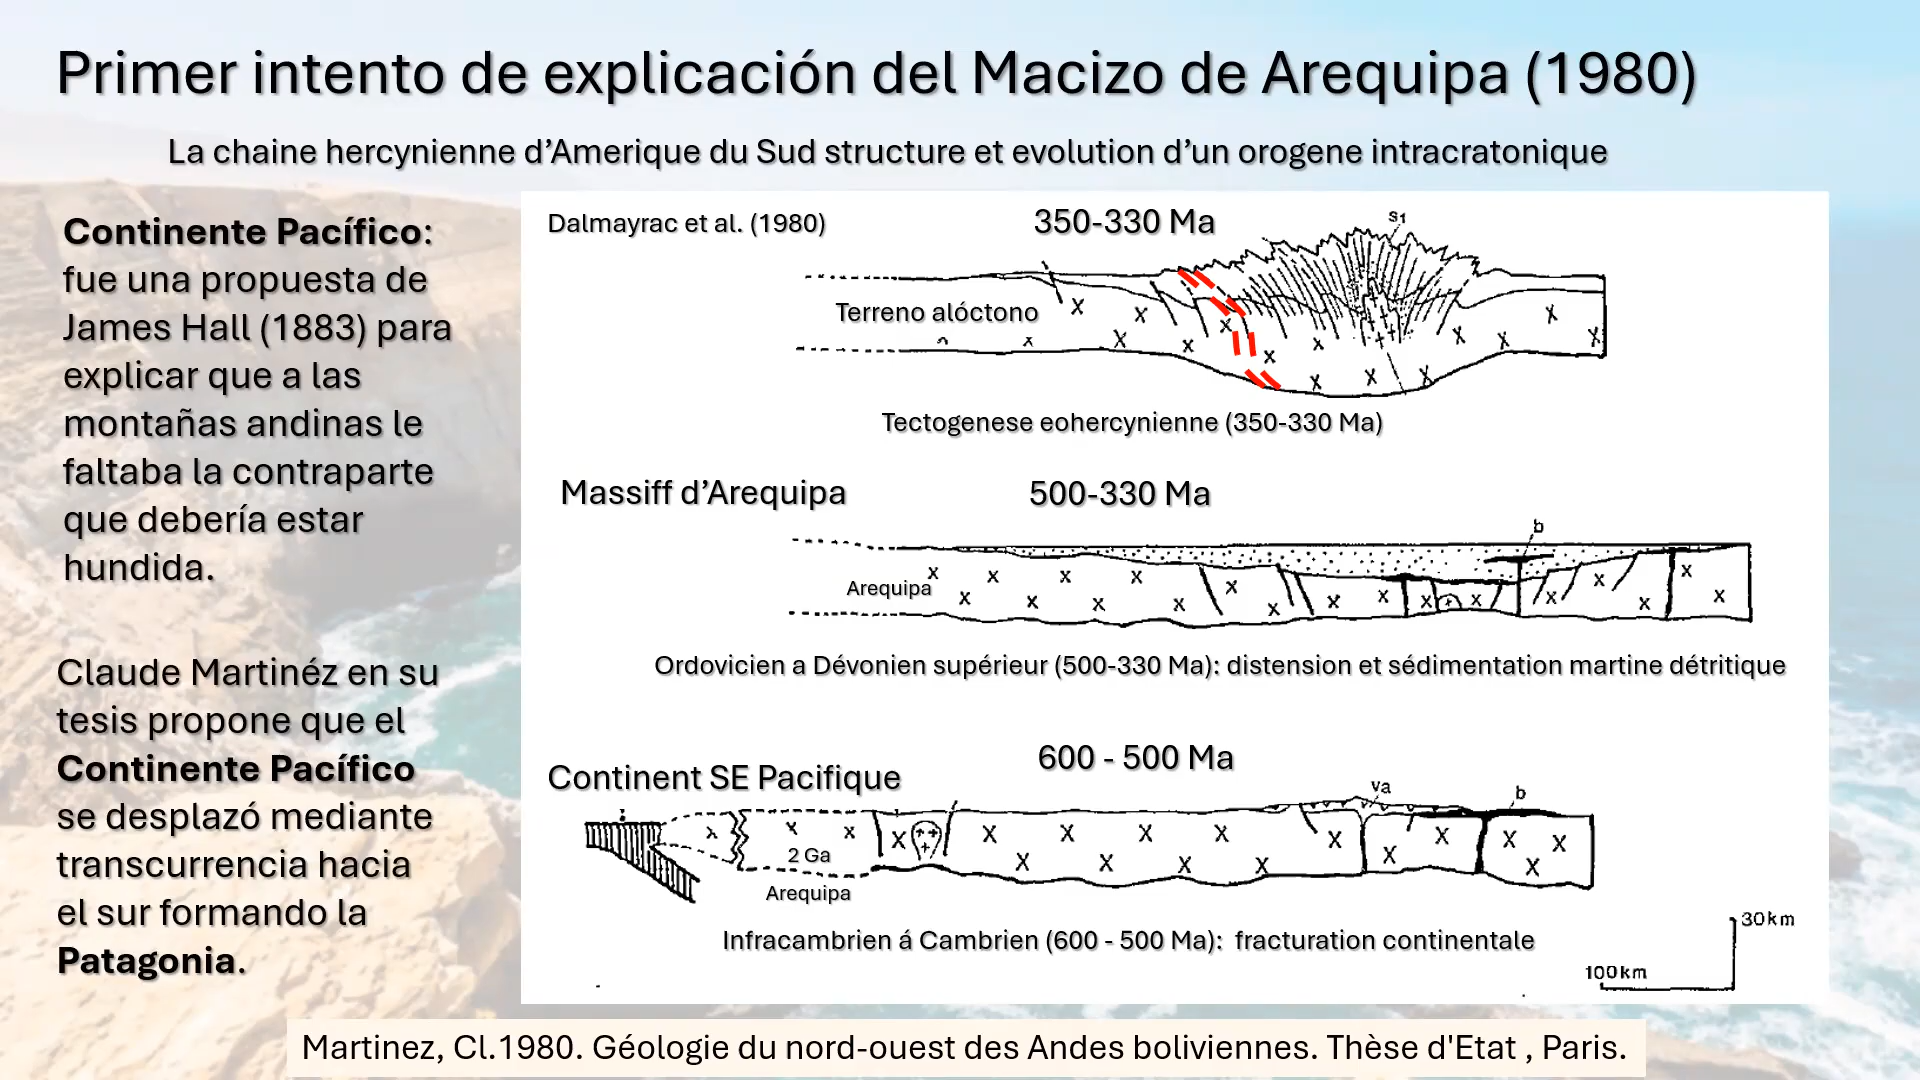 Primer intento de explicación del Macizo de Arequipa (1980)
La chaine hercynienne d’Amerique du Sud structure et evolution d’un orogene intracratonique
Continente Pacífico:
fue una propuesta de
James Hall (1883) para
explicar que a las
montañas andinas le
faltaba la contraparte
que debería estar
hundida.
Claude Martinéz en su
tesis propone que el
Continente Pacífico
se desplazó mediante
transcurrencia hacia
el sur formando la
Patagonia.
Dalmayrac et al. (1980)
350-330 Ma
S1
Terreno alóctono
Tectogenese eohercynienne (350-330 Ma)
Massiff d’Arequipa
500-330 Ma
b
Arequipa
Ordovicien a Dévonien supérieur (500-330 Ma): distension et sédimentation martine détritique
600 - 500 Ma
Continent SE Pacifique
va
b
2 Ga
Arequipa
Infracambrien á Cambrien (600 - 500 Ma): fracturation continentale
30km
100km
Martinez, Cl.1980. Géologie du nord-ouest des Andes boliviennes. Thèse d'Etat , Paris.